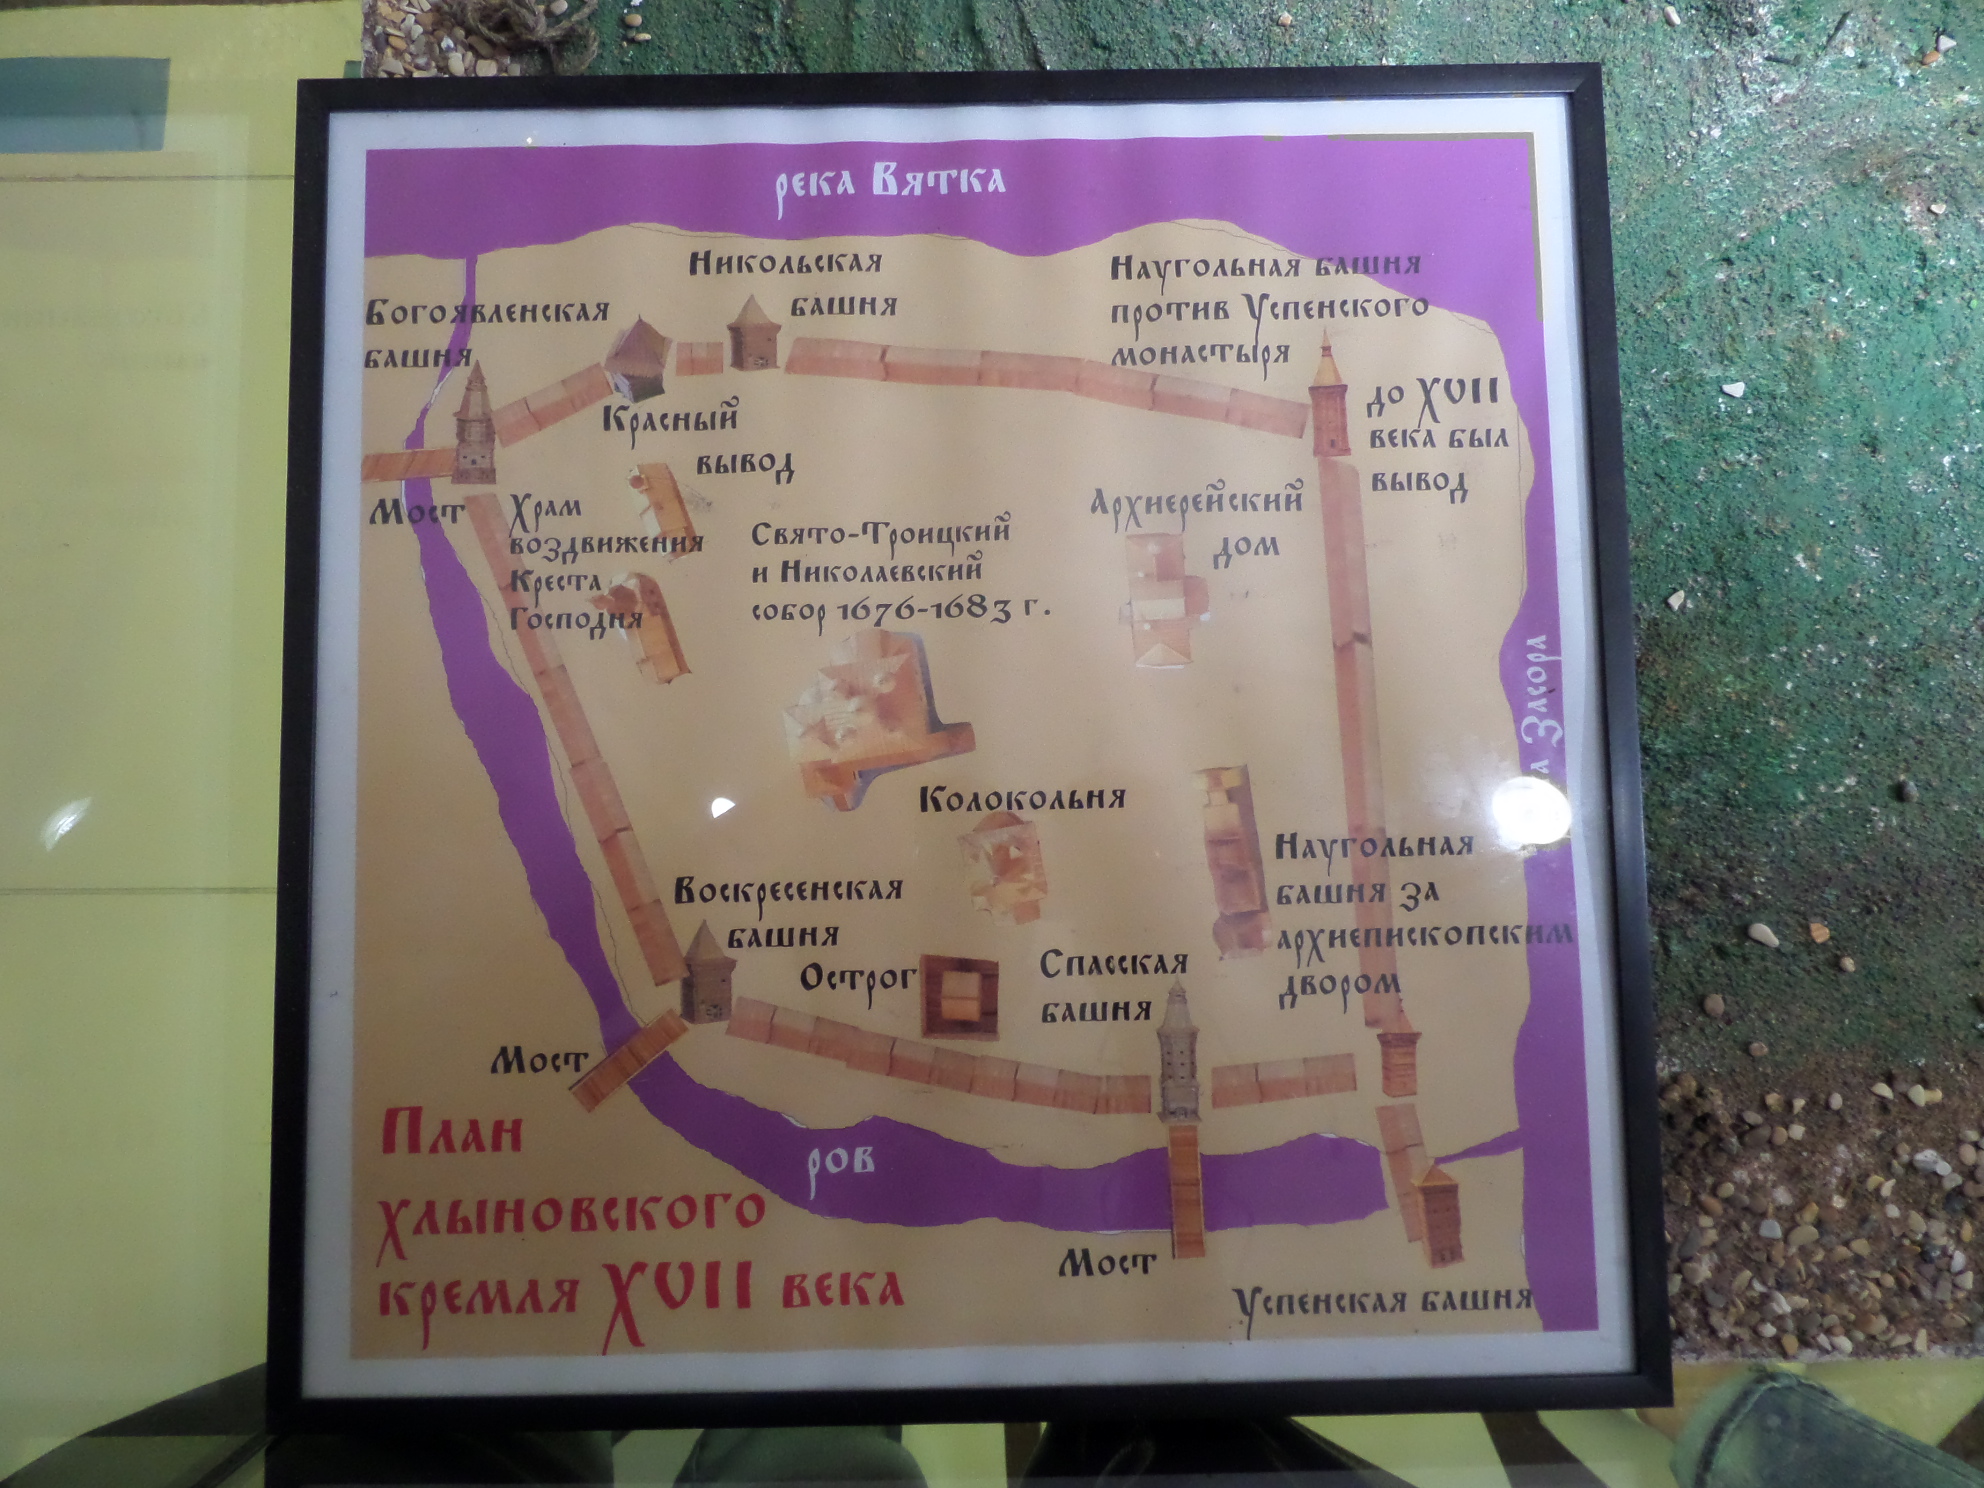 река Вятка
Никольская
башня
Наугольная башня
против Успенского
монастыря
Богоявленская
башня
до XVII
века был
вывод
Красный
вывод
Мост
Храм
воздвижения
Креста
Господня
Свято-Троицкий
и Николаевский
собор 1676-1683 г.
Архиерейский
дом
Засора
Колокольня
Наугольная
башня за
архиепископским
двором
Воскресенская
башня
Острог
Спасская
башня
Мост
ров
Мост
Успенская башня
План
хлыновского
кремля XVII века